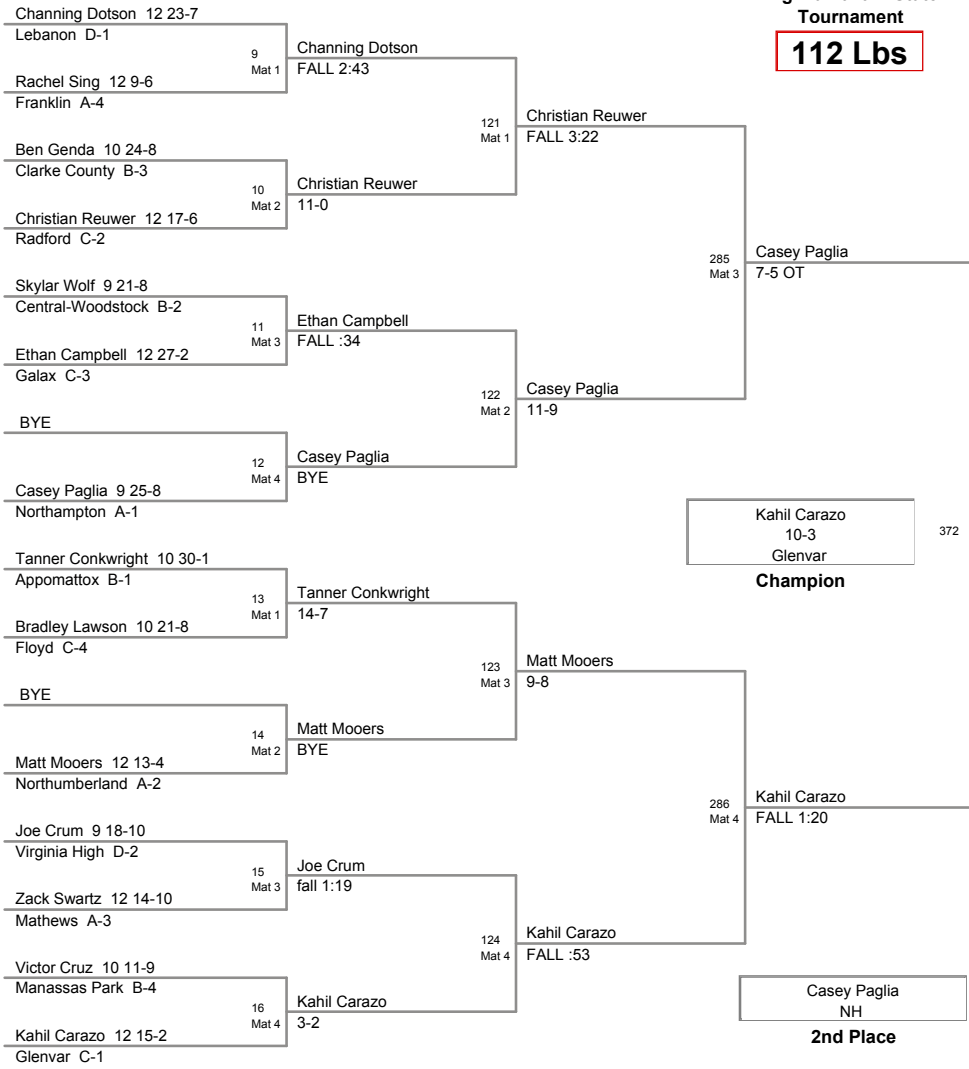 Tournament
112 Lbs
Channing Dotson 12 23-7
Lebanon D-1
9
Mat 1
Channing Dotson
FALL 2:43
Rachel Sing 12 9-6
Franklin A-4
121
Mat 1
Christian Reuwer
FALL 3:22
Ben Genda 10 24-8
Clarke County B-3
10
Mat 2
Christian Reuwer
11-0
Christian Reuwer 12 17-6
Radford C-2
285
Mat 3
Casey Paglia
7-5 OT
Skylar Wolf 9 21-8
Central-Woodstock B-2
11
Mat 3
Ethan Campbell
FALL :34
Ethan Campbell 12 27-2
Galax C-3
122
Mat 2
Casey Paglia
11-9
BYE
12
Mat 4
Casey Paglia
BYE
Casey Paglia 9 25-8
Northampton A-1
Kahil Carazo
10-3
Glenvar
372
Champion
Tanner Conkwright 10 30-1
Appomattox B-1
13
Mat 1
Tanner Conkwright
14-7
Bradley Lawson 10 21-8
Floyd C-4
123
Mat 3
Matt Mooers
9-8
BYE
14
Mat 2
Matt Mooers
BYE
Matt Mooers 12 13-4
Northumberland A-2
286
Mat 4
Kahil Carazo
FALL 1:20
Joe Crum 9 18-10
Virginia High D-2
15
Mat 3
Joe Crum
fall 1:19
Zack Swartz 12 14-10
Mathews A-3
124
Mat 4
Kahil Carazo
FALL :53
Victor Cruz 10 11-9
Manassas Park B-4
16
Mat 4
Kahil Carazo
3-2
Kahil Carazo 12 15-2
Glenvar C-1
Casey Paglia
NH
2nd Place